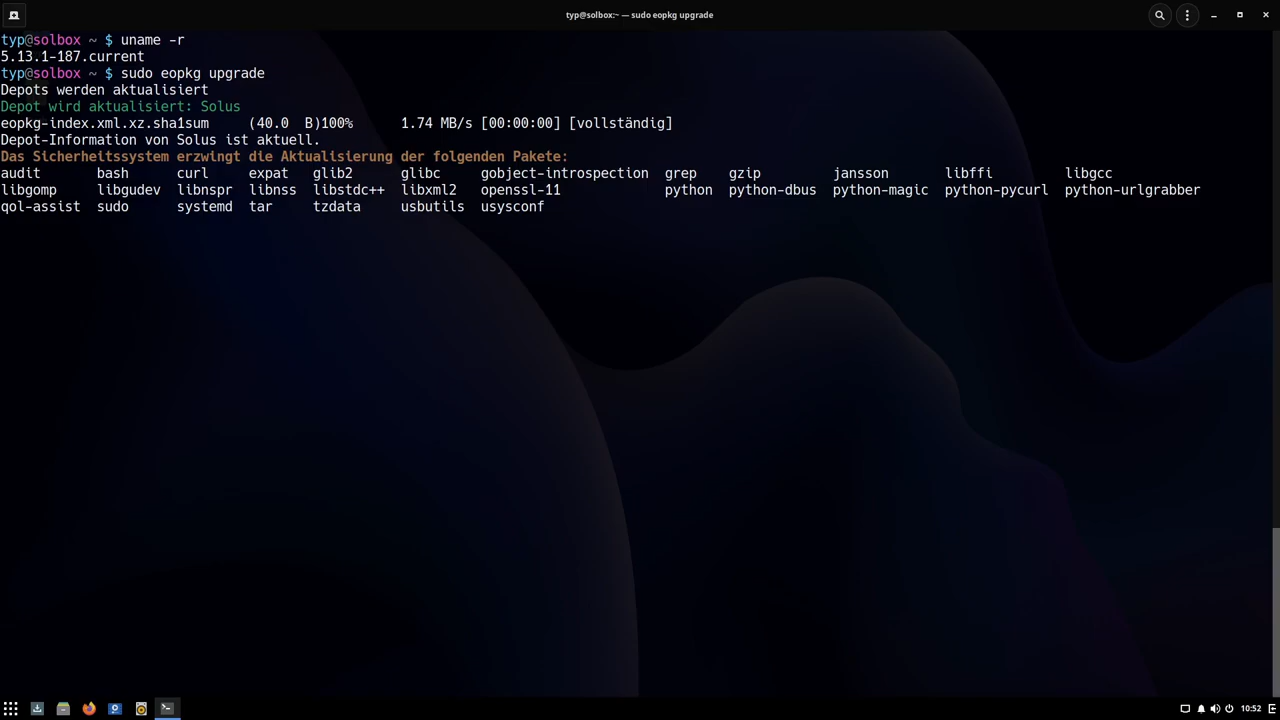 typ@solbox:~ — sudo eopkg upgrade
typ@solbox ~ $ uname -r
5.13.1-187.current
typ@solbox ~ $ sudo eopkg upgrade
Depots werden aktualisiert
Depot wird aktualisiert: Solus
eopkg-index.xml.xz.sha1sum     (40.0  B)100%      1.74 MB/s [00:00:00] [vollständig]
Depot-Information von Solus ist aktuell.
Das Sicherheitssystem erzwingt die Aktualisierung der folgenden Pakete:
audit       bash      curl     expat   glib2      glibc     gobject-introspection  grep    gzip         jansson       libffi         libgcc
libgomp     libgudev  libnspr  libnss  libstdc++  libxml2   openssl-11             python  python-dbus  python-magic  python-pycurl  python-urlgrabber
qol-assist  sudo      systemd  tar     tzdata     usbutils  usysconf
10:52